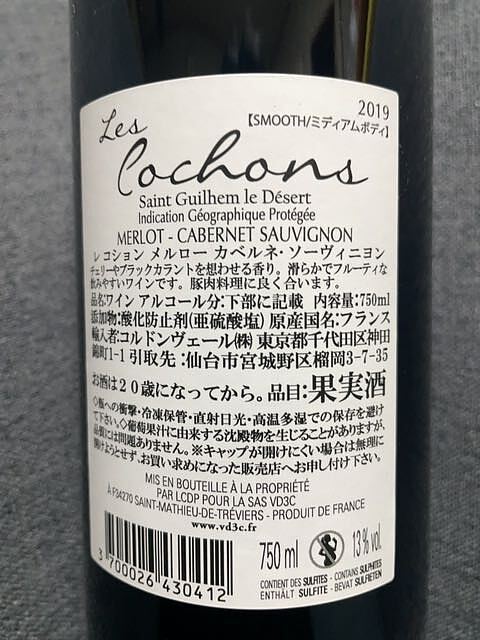 2019
【SMOOTH/ミディアムボディ】
Les
Cochons
Saint Guilhem le Désert
Indication Géographique Protégée
MERLOT - CABERNET SAUVIGNON
レ コション メルロー カベルネ・ソーヴィニヨン
チェリーやブラックカラントを想わせる香り。滑らかでフルーティな
飲みやすいワインです。豚肉料理に良く合います。
品名:ワイン アルコール分:下部に記載 内容量:750ml
添加物:酸化防止剤(亜硫酸塩) 原産国名:フランス
輸入者:コルドンヴェール(株) 東京都千代田区神田
錦町1-1 引取先:仙台市宮城野区榴岡3-7-35
お酒は20歳になってから。品目:果実酒
◇瓶への衝撃・冷凍保管・直射日光・高温多湿での保存を避け
て下さい。◇葡萄果汁に由来する沈殿物を生じることがありますが、
品質には問題ありません。※キャップが開けにくい場合は無理に
開けようとせず、お買い求めになった販売店へお申し付け下さい。
MIS EN BOUTEILLE À LA PROPRIÉTÉ
PAR LCDP POUR LA SAS VD3C
À F34270 SAINT-MATHIEU-DE-TRÉVIERS - PRODUIT DE FRANCE
www.vd3c.fr
750 ml
13% vol.
3 700026 430412
CONTIENT DES SULFITES - CONTAINS SULPHITES
ENTHÄLT SULFITE - BEVAT SULFIETEN